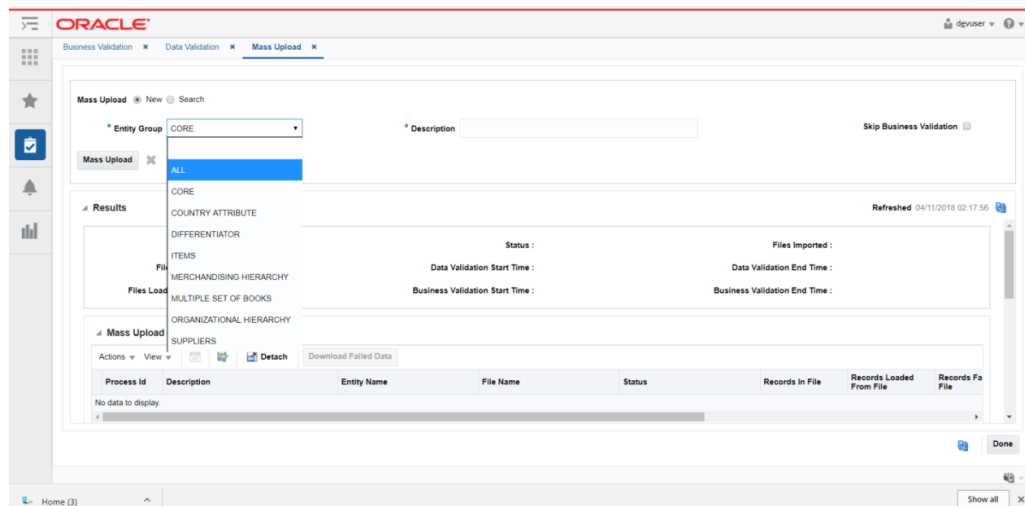 ORACLE®
devuser
Business Validation
Data Validation
Mass Upload
Mass Upload New Search
* Entity Group CORE
* Description
Skip Business Validation
Mass Upload
ALL
CORE
COUNTRY ATTRIBUTE
DIFFERENTIATOR
ITEMS
MERCHANDISING HIERARCHY
MULTIPLE SET OF BOOKS
ORGANIZATIONAL HIERARCHY
SUPPLIERS
Results
Refreshed 04/11/2018 02:17:56
Status :
Files Imported :
Data Validation Start Time :
Data Validation End Time :
Files Load
Business Validation Start Time :
Business Validation End Time :
Mass Upload
Actions View Detach Download Failed Data
Process Id Description Entity Name File Name Status Records In File Records Loaded From File Records Fa File
No data to display.
Done
Home (3)
Show all